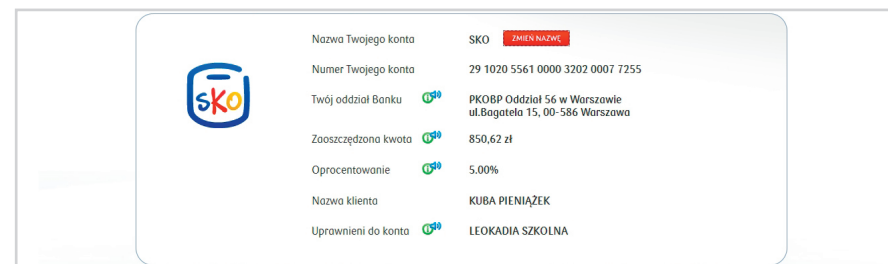 SKO
Nazwa Twojego konta SKO ZMIEŃ NAZWĘ
Numer Twojego konta 29 1020 5561 0000 3202 0007 7255
Twój oddział Banku PKOBP Oddział 56 w Warszawie
ul.Bagatela 15, 00-586 Warszawa
Zaoszczędzona kwota 850,62 zł
Oprocentowanie 5.00%
Nazwa klienta KUBA PIENIĄŻEK
Uprawnieni do konta LEOKADIA SZKOLNA